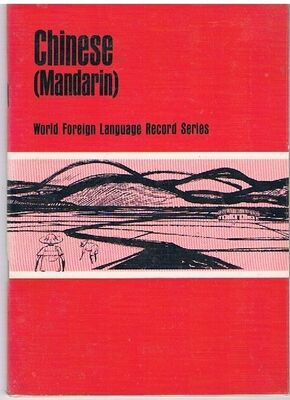 Chinese
(Mandarin)
World Foreign Language Record Series